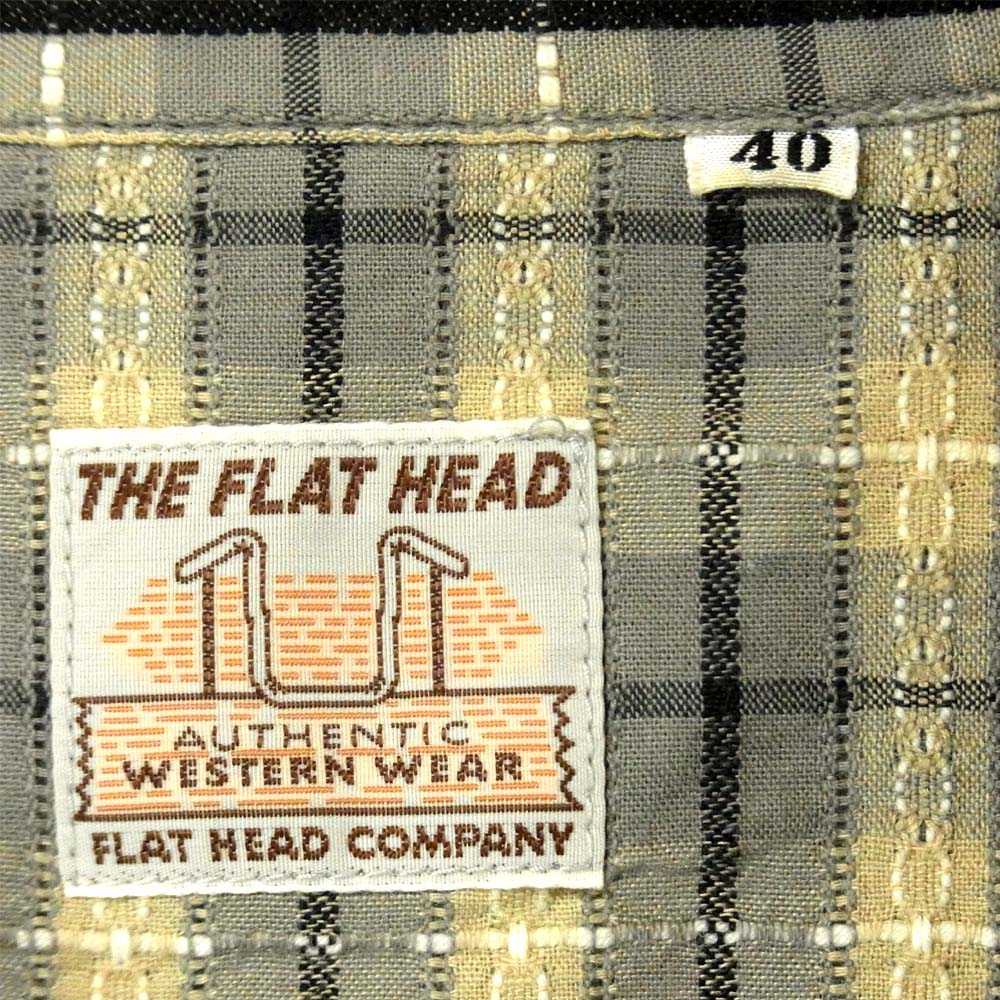 40
THE FLAT HEAD
AUTHENTIC
WESTERN WEAR
FLAT HEAD COMPANY